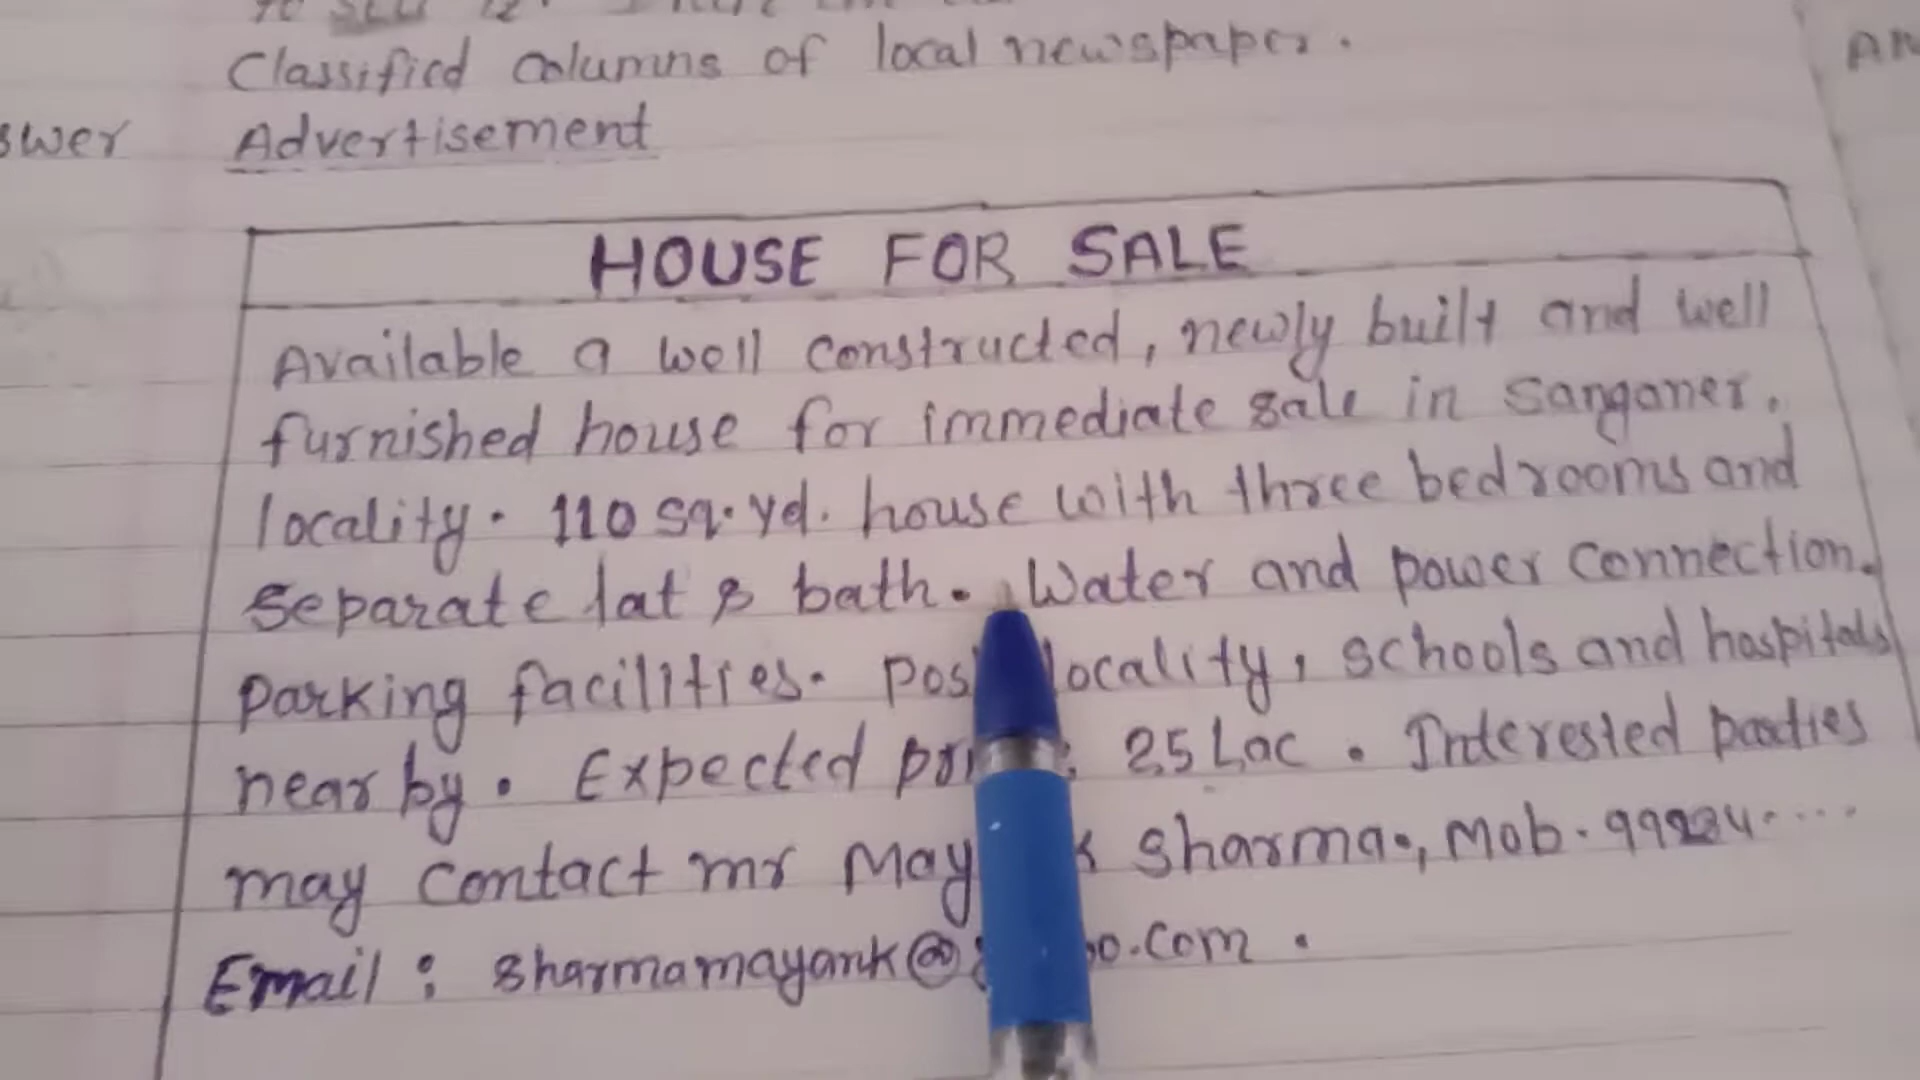 Classified Columns of local newspaper.
swer Advertisement
HOUSE FOR SALE
Available a well constructed, newly built and well
furnished house for immediate sale in Sanganer.
locality. 110 sq. yd. house with three bedrooms and
separate lat & bath. Water and power connection.
parking facilities. locality, schools and hospitals
near by. Expected 25 Lac. Interested parties
may contact mr Sharma, Mob. 99924.....
Email : sharmamayank@ .com.